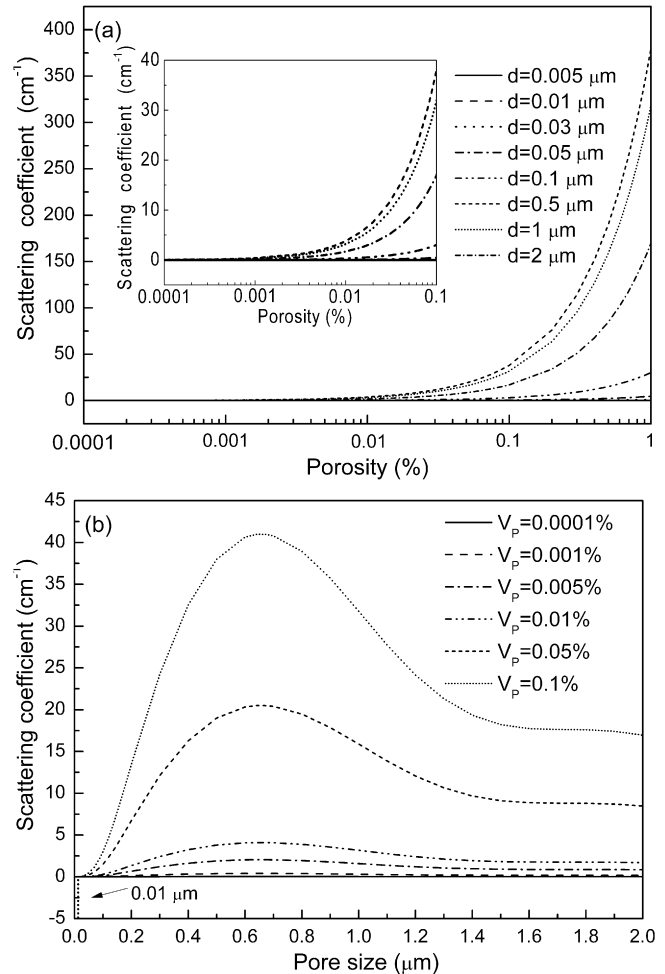 (a)
Scattering coefficient (cm⁻¹)
400
350
300
250
200
150
100
50
0
0.0001
0.001
0.01
0.1
1
Porosity (%)
Scattering coefficient (cm⁻¹)
40
30
20
10
0
0.0001
0.001
0.01
0.1
Porosity (%)
d=0.005 μm
d=0.01 μm
d=0.03 μm
d=0.05 μm
d=0.1 μm
d=0.5 μm
d=1 μm
d=2 μm
(b)
Scattering coefficient (cm⁻¹)
45
40
35
30
25
20
15
10
5
0
-5
V_P=0.0001%
V_P=0.001%
V_P=0.005%
V_P=0.01%
V_P=0.05%
V_P=0.1%
0.01 μm
0.0
0.2
0.4
0.6
0.8
1.0
1.2
1.4
1.6
1.8
2.0
Pore size (μm)